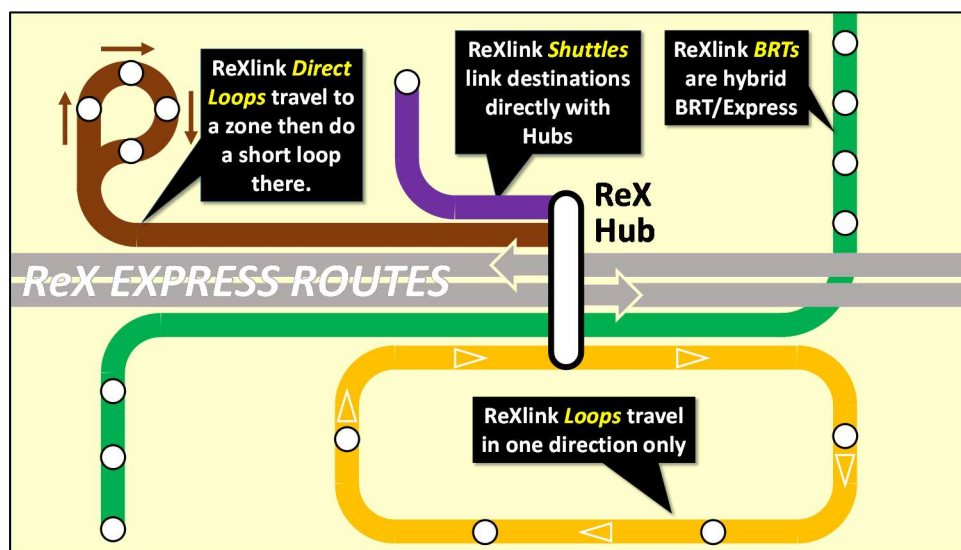 ReXlink Direct
Loops travel to
a zone then do
a short loop
there.
ReXlink Shuttles
link destinations
directly with
Hubs
ReXlink BRTs
are hybrid
BRT/Express
ReX
Hub
ReX EXPRESS ROUTES
ReXlink Loops travel
in one direction only